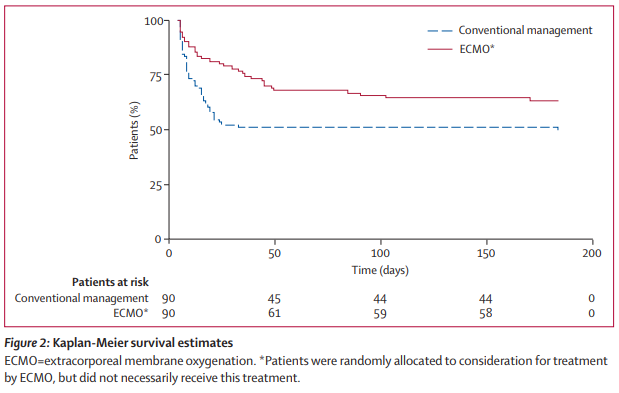 100
75
50
25
0
Patients (%)
Conventional management
ECMO*
0 50 100 150 200
Time (days)
Patients at risk
Conventional management 90 45 44 44 0
ECMO* 90 61 59 58 0
Figure 2: Kaplan-Meier survival estimates
ECMO=extracorporeal membrane oxygenation. *Patients were randomly allocated to consideration for treatment
by ECMO, but did not necessarily receive this treatment.